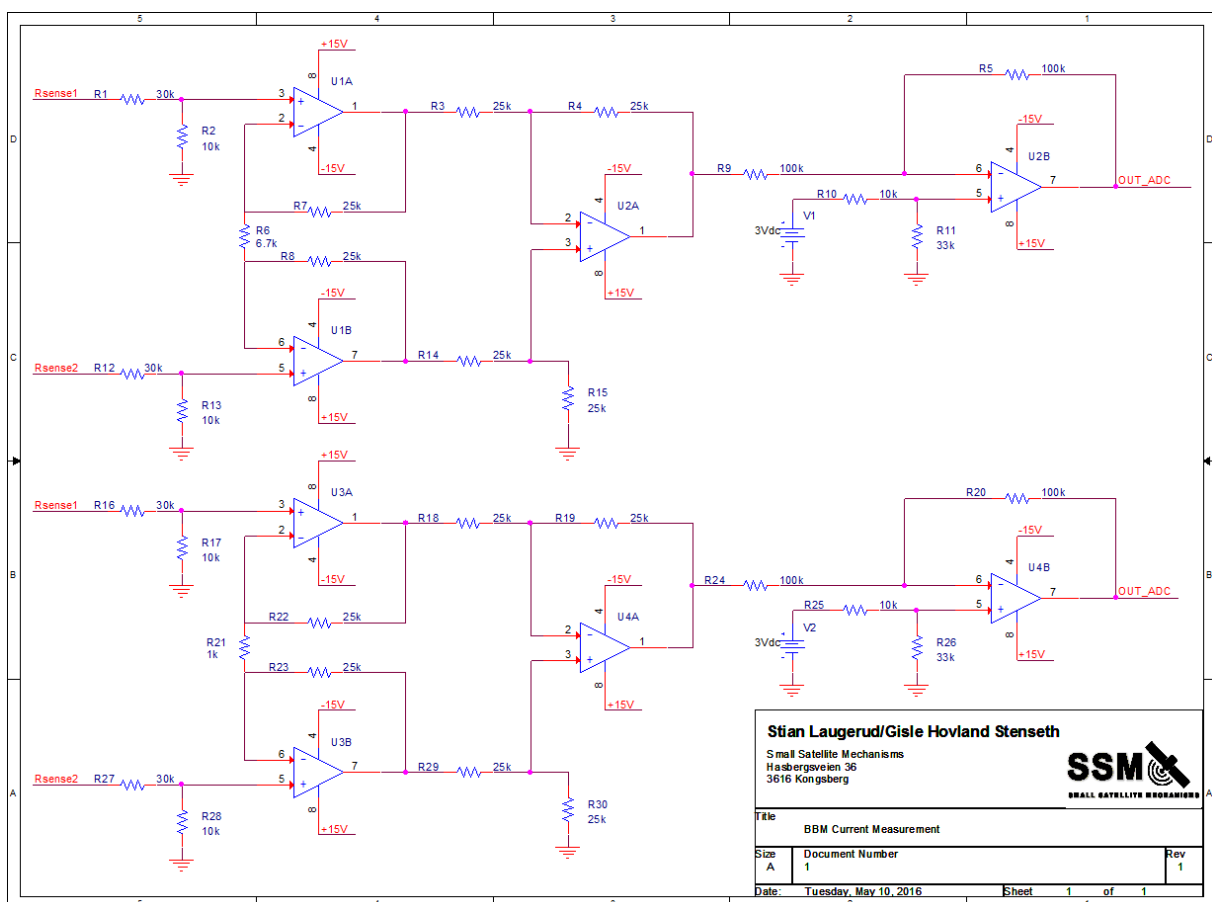 5 4 3 2 1
D
C
B
A
D
C
B
A
+15V
Rsense1 R1 30k
R2
10k
8
3
+
2
-
4
U1A
1
-15V
R3 25k
R4 25k
R7 25k
R6
6.7k
R8 25k
-15V
4
U1B
6
-
5
+
7
8
+15V
Rsense2 R12 30k
R13
10k
R14 25k
R15
25k
-15V
4
U2A
2
-
3
+
1
8
+15V
R9 100k
R5 100k
-15V
4
U2B
6
-
5
+
7
OUT_ADC
8
+15V
R10 10k
V1
3Vdc
R11
33k
+15V
Rsense1 R16 30k
R17
10k
8
3
+
2
-
4
U3A
1
-15V
R18 25k
R19 25k
R22 25k
R21
1k
R23 25k
-15V
4
U3B
6
-
5
+
7
8
+15V
Rsense2 R27 30k
R28
10k
R29 25k
R30
25k
-15V
4
U4A
2
-
3
+
1
8
+15V
R24 100k
R20 100k
-15V
4
U4B
6
-
5
+
7
OUT_ADC
8
+15V
R25 10k
V2
3Vdc
R26
33k
Stian Laugerud/Gisle Hovland Stenseth
Small Satellite Mechanisms
Hasbergsveien 36
3616 Kongsberg
SSM
SMALL SATELLITE MECHANISMS
Title
BBM Current Measurement
Size Document Number Rev
A 1 1
Date: Tuesday, May 10, 2016 Sheet 1 of 1